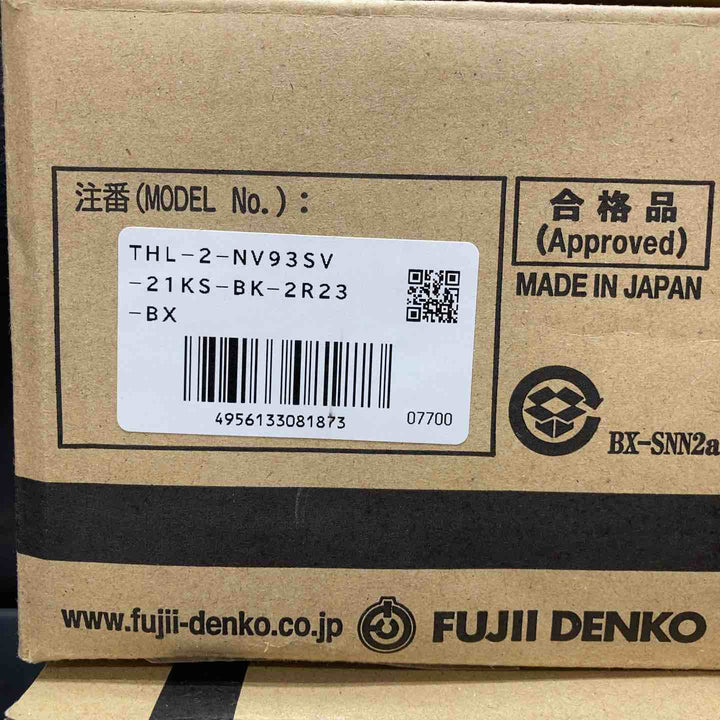 注番(MODEL No.):
THL-2-NV93SV
-21KS-BK-2R23
-BX
4956133081873 07700
合格品
(Approved)
MADE IN JAPAN
BX-SNN2a
www.fujii-denko.co.jp FUJII DENKO